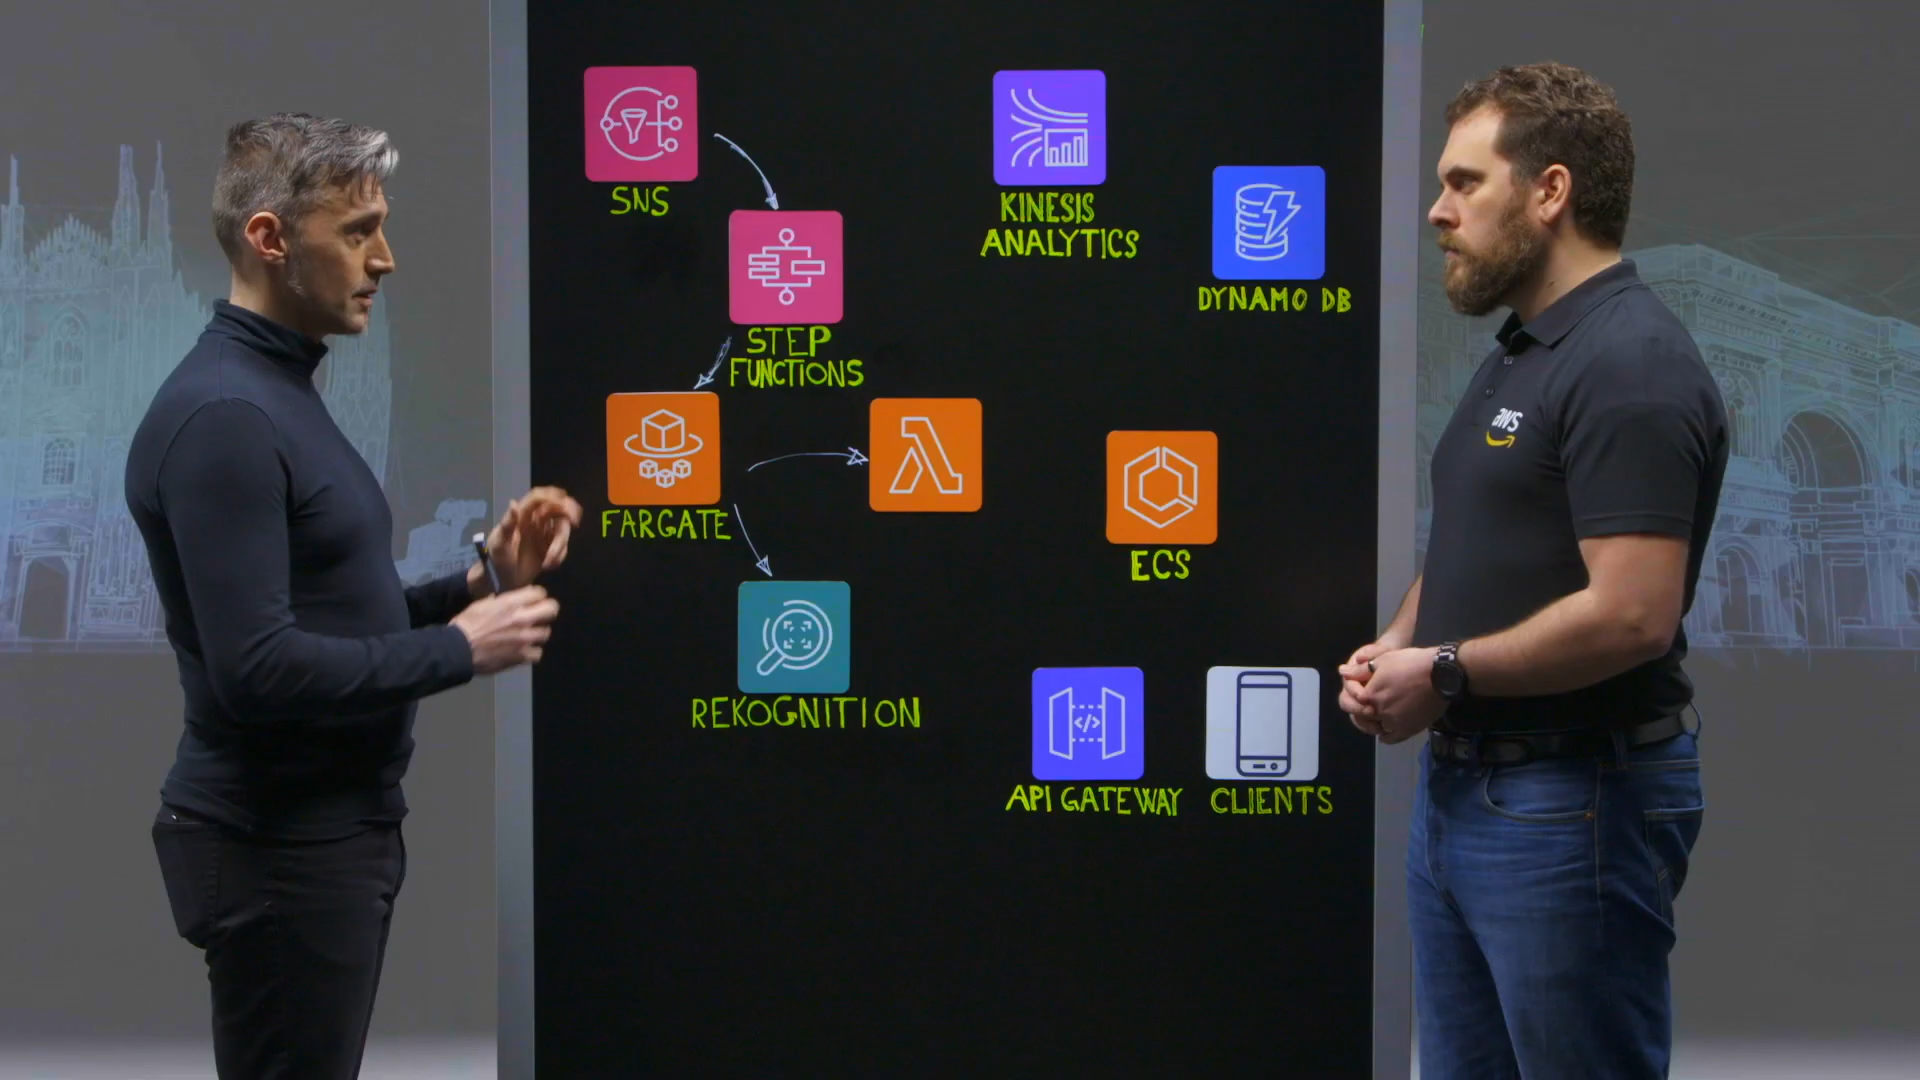 SNS
KINESIS
ANALYTICS
DYNAMO DB
STEP
FUNCTIONS
aws
FARGATE
ECS
REKOGNITION
</>
API GATEWAY
CLIENTS